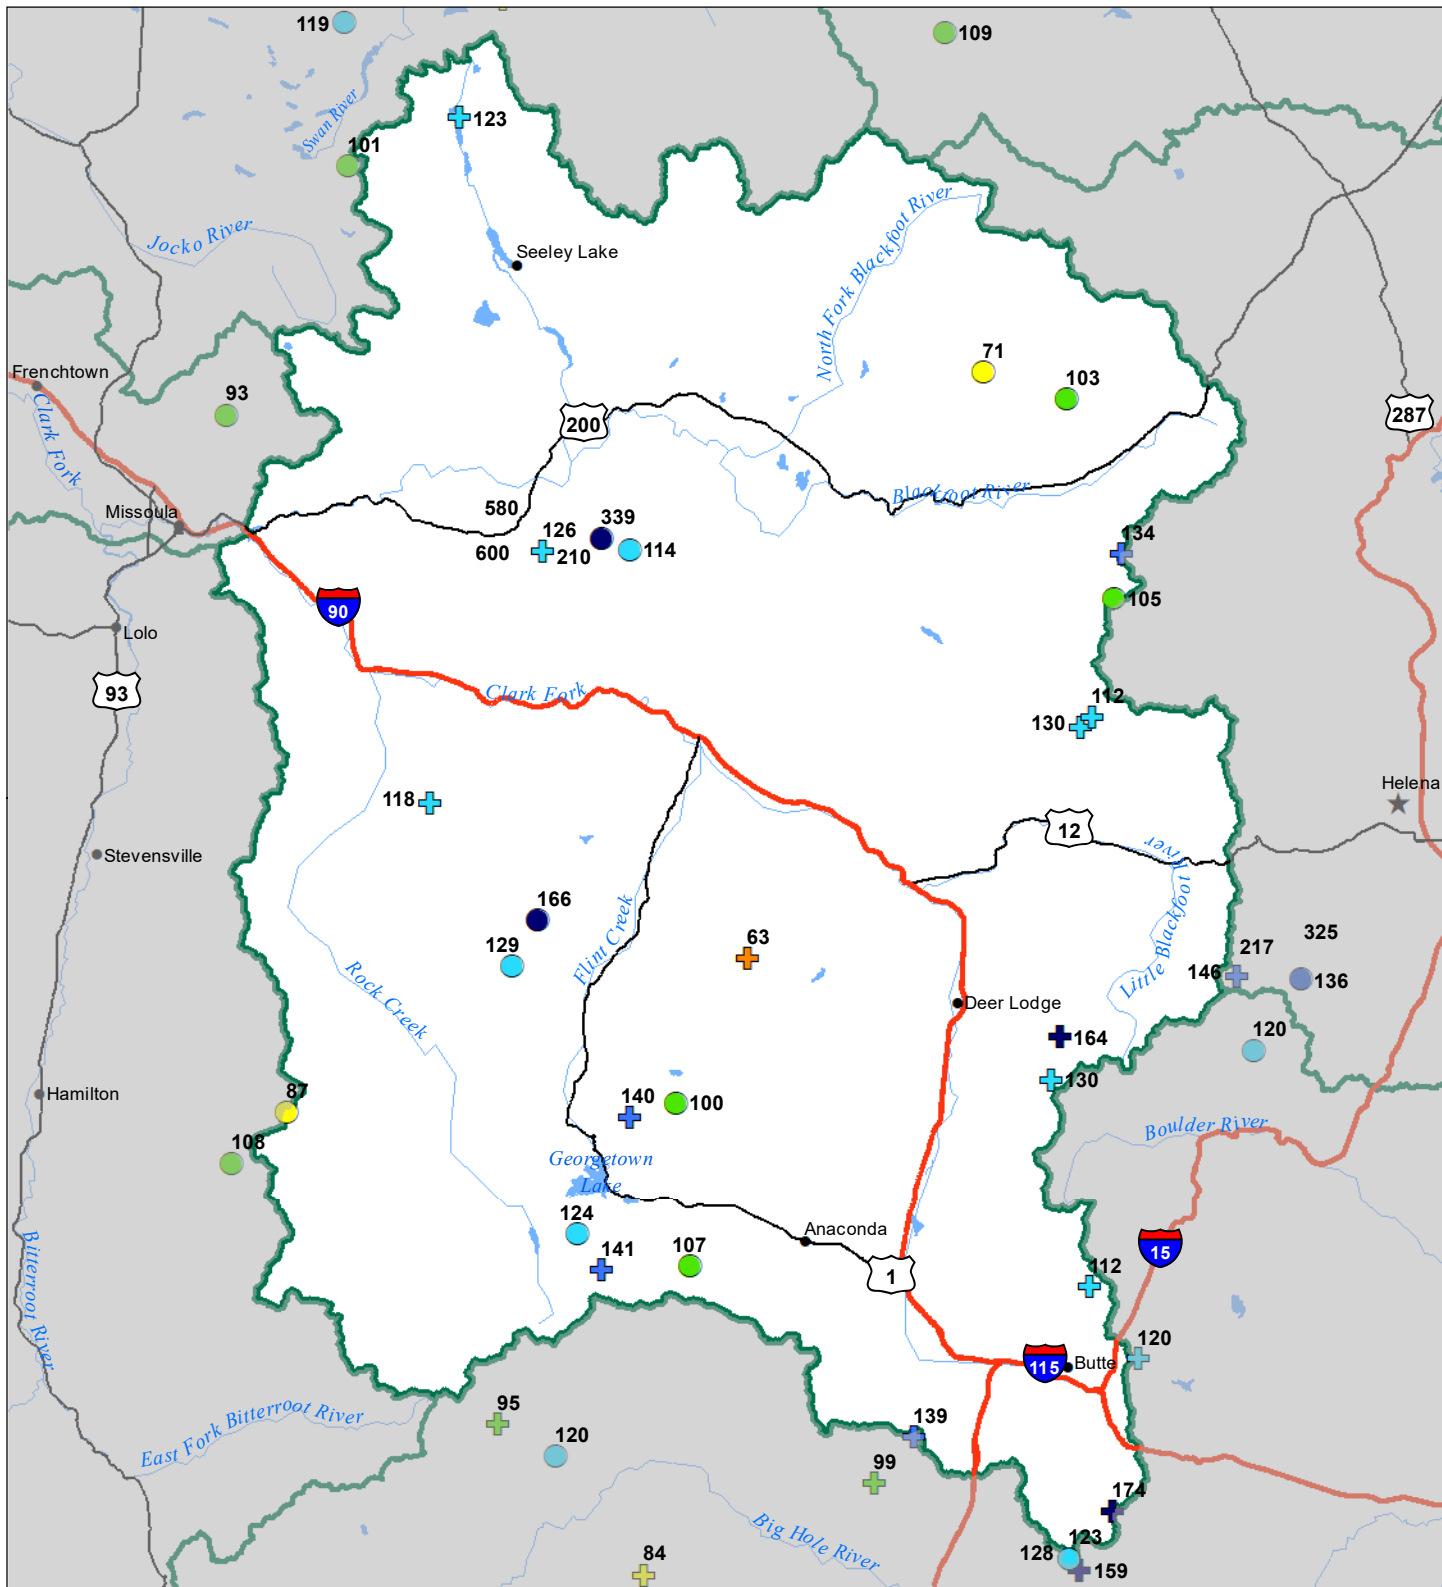 119
109
Swan River
123
101
Jocko River
North Fork Blackfoot River
Seeley Lake
Frenchtown
Clark Fork
93
71
103
200
287
Missoula
580
339
Blackfoot River
600
126
210
114
134
90
105
Lolo
93
Clark Fork
112
130
118
Helena
12
Stevensville
Little Blackfoot River
166
129
Flint Creek
63
325
217
146
136
Rock Creek
Deer Lodge
164
120
Hamilton
87
130
140
100
Boulder River
108
Georgetown
Lake
124
Anaconda
141
107
15
1
112
Bitterroot River
120
115
Butte
95
East Fork Bitterroot River
139
120
99
174
Big Hole River
123
128
159
84